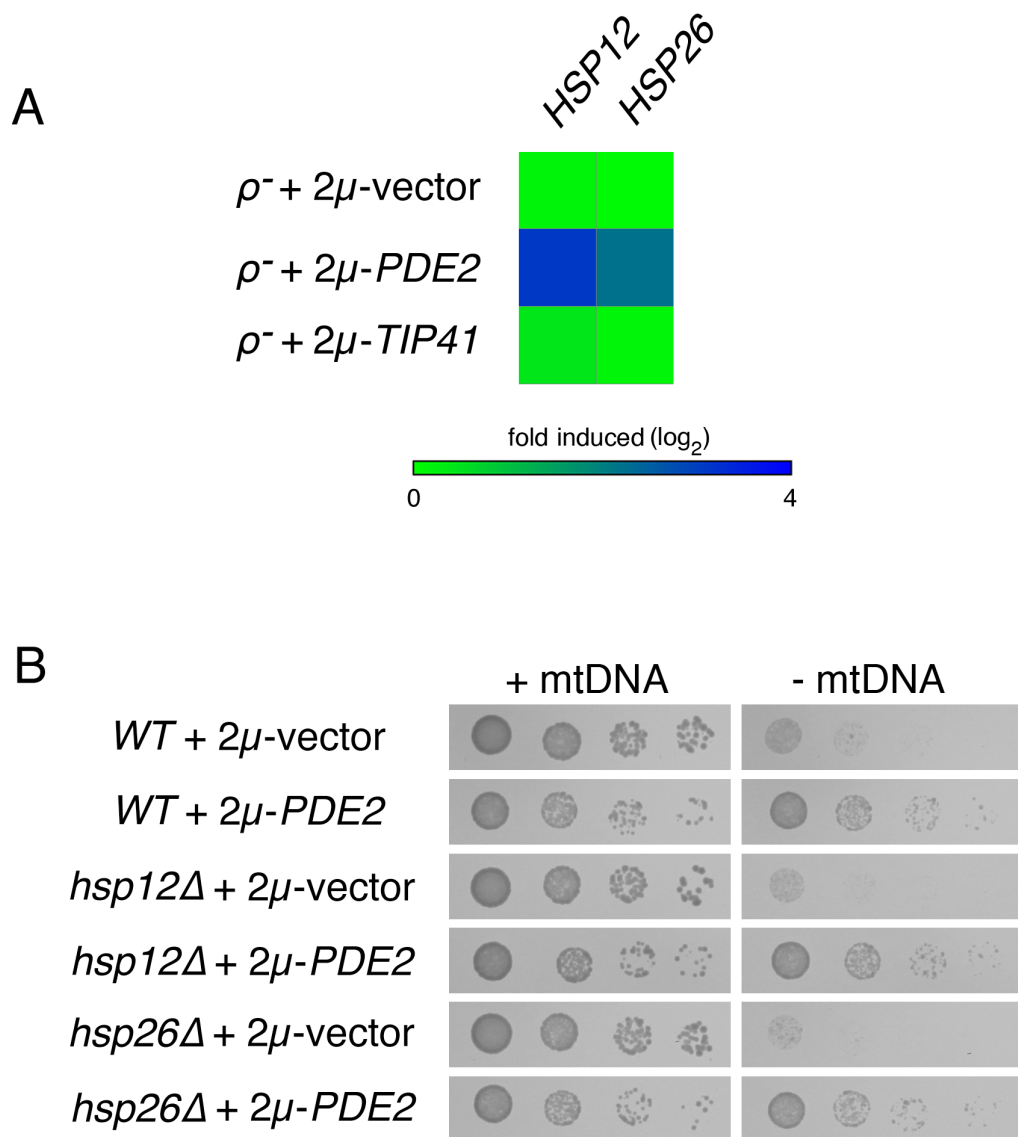 A
HSP12 HSP26
ρ- + 2μ-vector
ρ- + 2μ-PDE2
ρ- + 2μ-TIP41
fold induced (log2)
0 4
B
+ mtDNA - mtDNA
WT + 2μ-vector
WT + 2μ-PDE2
hsp12Δ + 2μ-vector
hsp12Δ + 2μ-PDE2
hsp26Δ + 2μ-vector
hsp26Δ + 2μ-PDE2